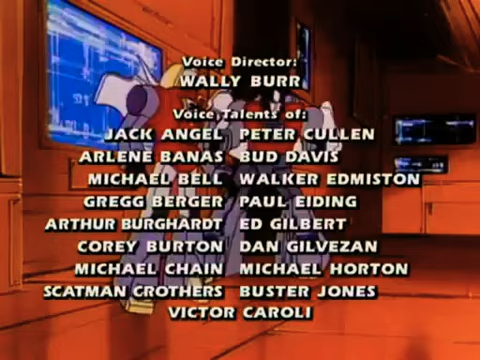 Voice Director:
WALLY BURR
Voice Talents of:
JACK ANGEL PETER CULLEN
ARLENE BANAS BUD DAVIS
MICHAEL BELL WALKER EDMISTON
GREGG BERGER PAUL EIDING
ARTHUR BURGHARDT ED GILBERT
COREY BURTON DAN GILVEZAN
MICHAEL CHAIN MICHAEL HORTON
SCATMAN CROTHERS BUSTER JONES
VICTOR CAROLI